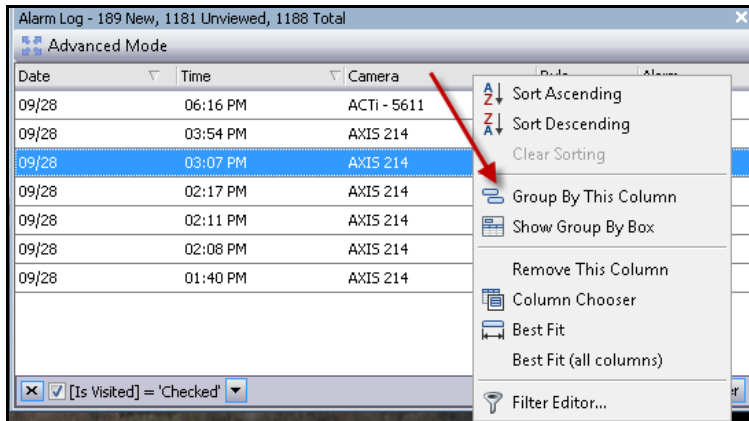 Alarm Log - 189 New, 1181 Unviewed, 1188 Total
Advanced Mode
Date Time Camera
09/28 06:16 PM ACTi - 5611
09/28 03:54 PM AXIS 214
09/28 03:07 PM AXIS 214
09/28 02:17 PM AXIS 214
09/28 02:11 PM AXIS 214
09/28 02:08 PM AXIS 214
09/28 01:40 PM AXIS 214
Sort Ascending
Sort Descending
Clear Sorting
Group By This Column
Show Group By Box
Remove This Column
Column Chooser
Best Fit
Best Fit (all columns)
Filter Editor...
[Is Visited] = 'Checked'